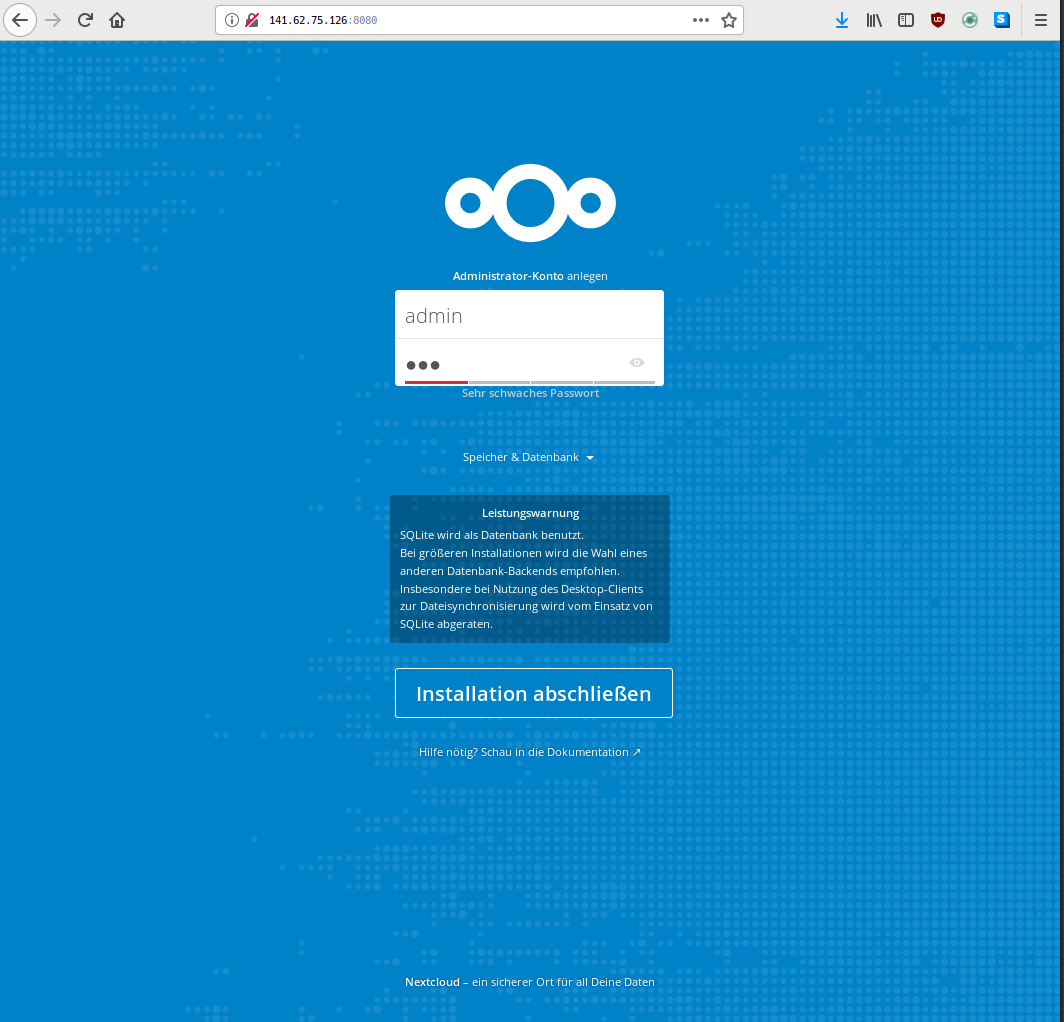 141.62.75.126:8080
Administrator-Konto anlegen
admin
Sehr schwaches Passwort
Speicher & Datenbank
Leistungswarnung
SQLite wird als Datenbank benutzt.
Bei größeren Installationen wird die Wahl eines
anderen Datenbank-Backends empfohlen.
Insbesondere bei Nutzung des Desktop-Clients
zur Dateisynchronisierung wird vom Einsatz von
SQLite abgeraten.
Installation abschließen
Hilfe nötig? Schau in die Dokumentation ↗
Nextcloud – ein sicherer Ort für all Deine Daten